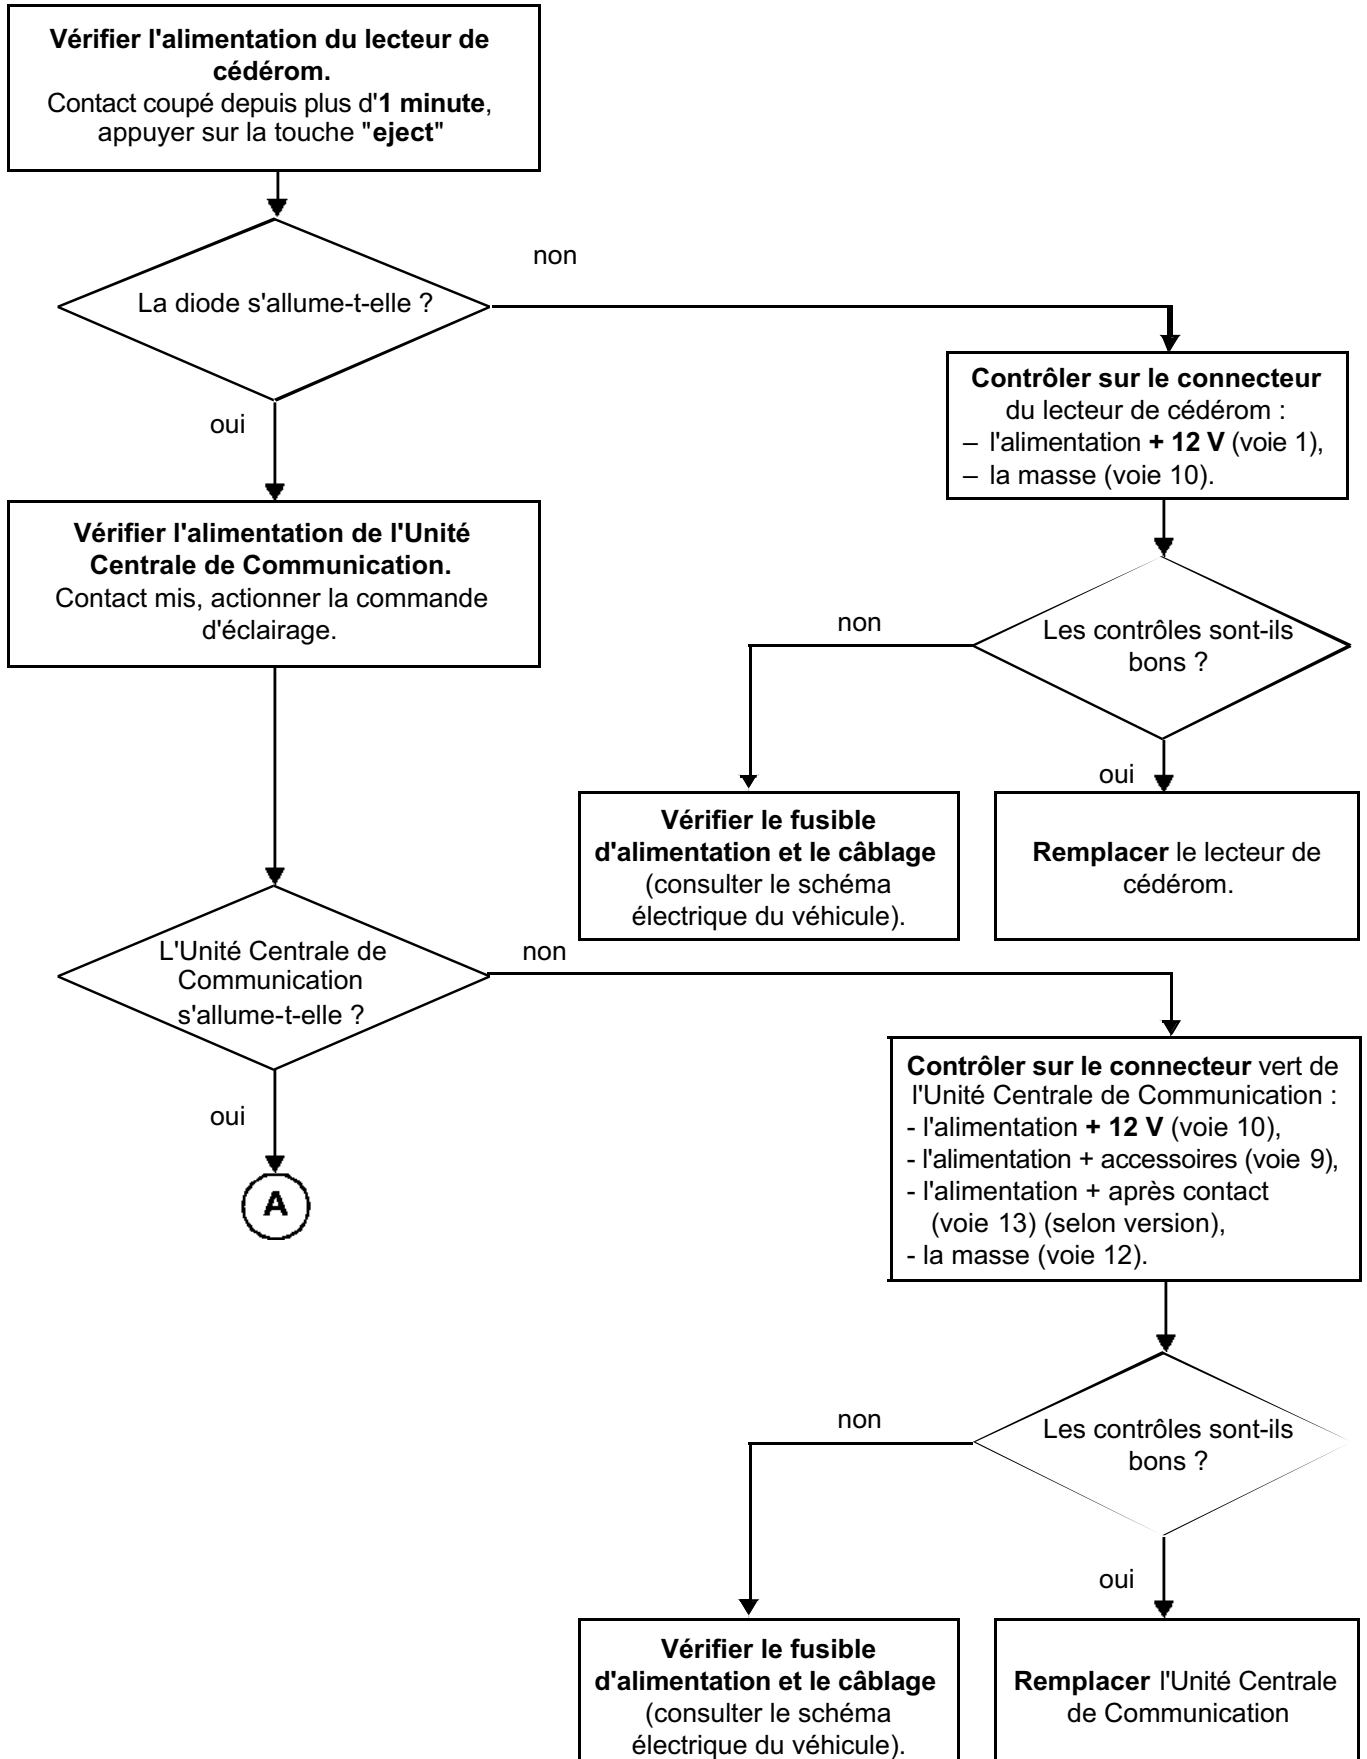 Vérifier l'alimentation du lecteur de
cédérom.
Contact coupé depuis plus d'1 minute,
appuyer sur la touche "eject"
La diode s'allume-t-elle ?
non
oui
Contrôler sur le connecteur
du lecteur de cédérom :
– l'alimentation + 12 V (voie 1),
– la masse (voie 10).
Vérifier l'alimentation de l'Unité
Centrale de Communication.
Contact mis, actionner la commande
d'éclairage.
Les contrôles sont-ils
bons ?
non
oui
Vérifier le fusible
d'alimentation et le câblage
(consulter le schéma
électrique du véhicule).
Remplacer le lecteur de
cédérom.
L'Unité Centrale de
Communication
s'allume-t-elle ?
non
oui
A
Contrôler sur le connecteur vert de
l'Unité Centrale de Communication :
- l'alimentation + 12 V (voie 10),
- l'alimentation + accessoires (voie 9),
- l'alimentation + après contact
(voie 13) (selon version),
- la masse (voie 12).
Les contrôles sont-ils
bons ?
non
oui
Vérifier le fusible
d'alimentation et le câblage
(consulter le schéma
électrique du véhicule).
Remplacer l'Unité Centrale
de Communication